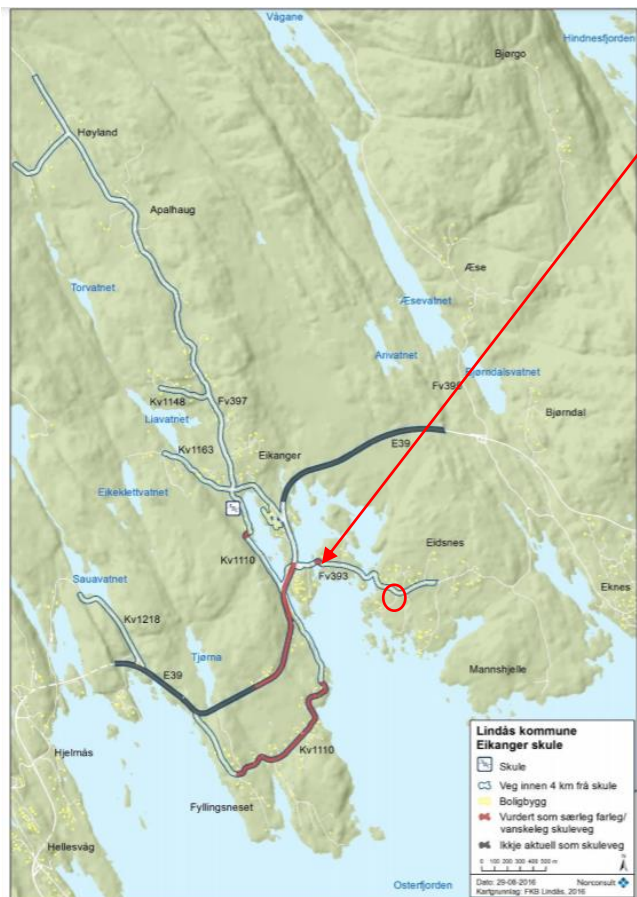 Vågane
Hindnesfjorden
Bjørgo
Høyland
Apalhaug
Æse
Torvatnet
Æsevatnet
Anvatnet
Bjørndalsvatnet
Kv1148
Fv397
Liavatnet
Bjørndal
Kv1163
Eikanger
E39
Eikeklettvatnet
Kv1110
Eidsnes
Fv393
Sauavatnet
Eknes
Kv1218
Tjørna
Mannshjelle
E39
Hjelmås
Kv1110
Fyllingsneset
Hellesvåg
Osterfjorden
Lindås kommune
Eikanger skule
Skule
Veg innen 4 km frå skule
Boligbygg
Vurdert som særleg farleg/
vanskeleg skuleveg
Ikkje aktuell som skuleveg
0 100 200 300 400 500 m
N
Dato: 29-08-2016
Norconsult
Kartgrunnlag: FKB Lindås, 2016